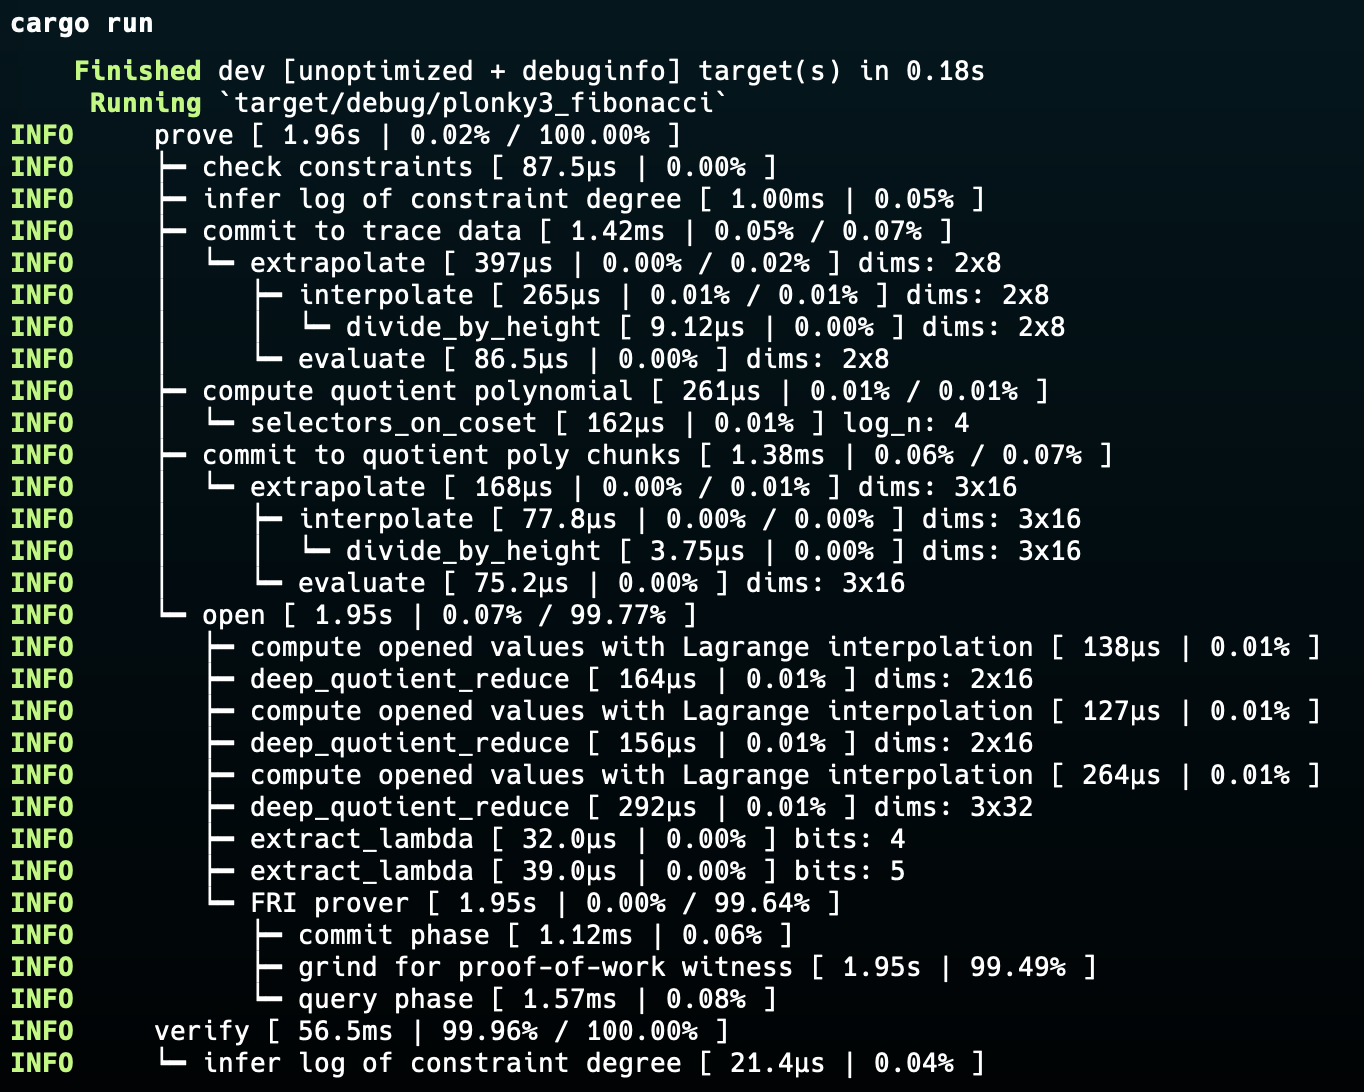 cargo run
    Finished dev [unoptimized + debuginfo] target(s) in 0.18s
     Running `target/debug/plonky3_fibonacci`
INFO     prove [ 1.96s | 0.02% / 100.00% ]
INFO     ┝━ check constraints [ 87.5µs | 0.00% ]
INFO     ┝━ infer log of constraint degree [ 1.00ms | 0.05% ]
INFO     ┝━ commit to trace data [ 1.42ms | 0.05% / 0.07% ]
INFO     │  ┕━ extrapolate [ 397µs | 0.00% / 0.02% ] dims: 2x8
INFO     │     ┝━ interpolate [ 265µs | 0.01% / 0.01% ] dims: 2x8
INFO     │     │  ┕━ divide_by_height [ 9.12µs | 0.00% ] dims: 2x8
INFO     │     ┕━ evaluate [ 86.5µs | 0.00% ] dims: 2x8
INFO     ┝━ compute quotient polynomial [ 261µs | 0.01% / 0.01% ]
INFO     │  ┕━ selectors_on_coset [ 162µs | 0.01% ] log_n: 4
INFO     ┝━ commit to quotient poly chunks [ 1.38ms | 0.06% / 0.07% ]
INFO     │  ┕━ extrapolate [ 168µs | 0.00% / 0.01% ] dims: 3x16
INFO     │     ┝━ interpolate [ 77.8µs | 0.00% / 0.00% ] dims: 3x16
INFO     │     │  ┕━ divide_by_height [ 3.75µs | 0.00% ] dims: 3x16
INFO     │     ┕━ evaluate [ 75.2µs | 0.00% ] dims: 3x16
INFO     ┕━ open [ 1.95s | 0.07% / 99.77% ]
INFO        ┝━ compute opened values with Lagrange interpolation [ 138µs | 0.01% ]
INFO        ┝━ deep_quotient_reduce [ 164µs | 0.01% ] dims: 2x16
INFO        ┝━ compute opened values with Lagrange interpolation [ 127µs | 0.01% ]
INFO        ┝━ deep_quotient_reduce [ 156µs | 0.01% ] dims: 2x16
INFO        ┝━ compute opened values with Lagrange interpolation [ 264µs | 0.01% ]
INFO        ┝━ deep_quotient_reduce [ 292µs | 0.01% ] dims: 3x32
INFO        ┝━ extract_lambda [ 32.0µs | 0.00% ] bits: 4
INFO        ┝━ extract_lambda [ 39.0µs | 0.00% ] bits: 5
INFO        ┕━ FRI prover [ 1.95s | 0.00% / 99.64% ]
INFO           ┝━ commit phase [ 1.12ms | 0.06% ]
INFO           ┝━ grind for proof-of-work witness [ 1.95s | 99.49% ]
INFO           ┕━ query phase [ 1.57ms | 0.08% ]
INFO     verify [ 56.5ms | 99.96% / 100.00% ]
INFO     ┕━ infer log of constraint degree [ 21.4µs | 0.04% ]